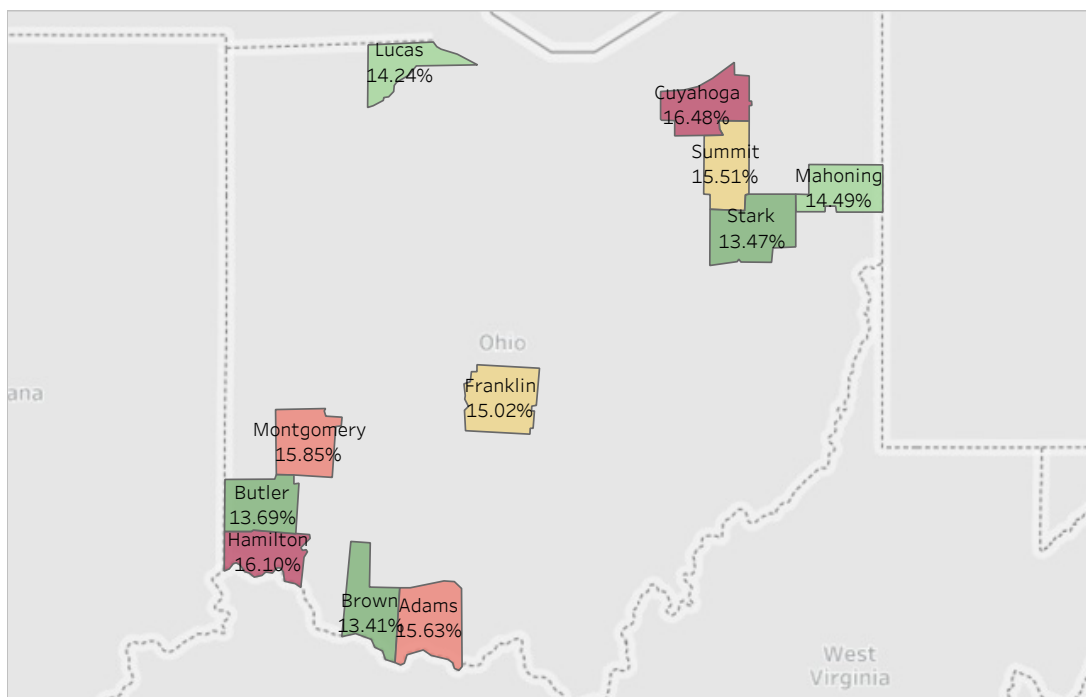 Lucas
14.24%
Cuyahoga
16.48%
Summit
15.51%
Mahoning
14.49%
Stark
13.47%
Ohio
Franklin
15.02%
ana
Montgomery
15.85%
Butler
13.69%
Hamilton
16.10%
Brown
13.41%
Adams
15.63%
West
Virginia